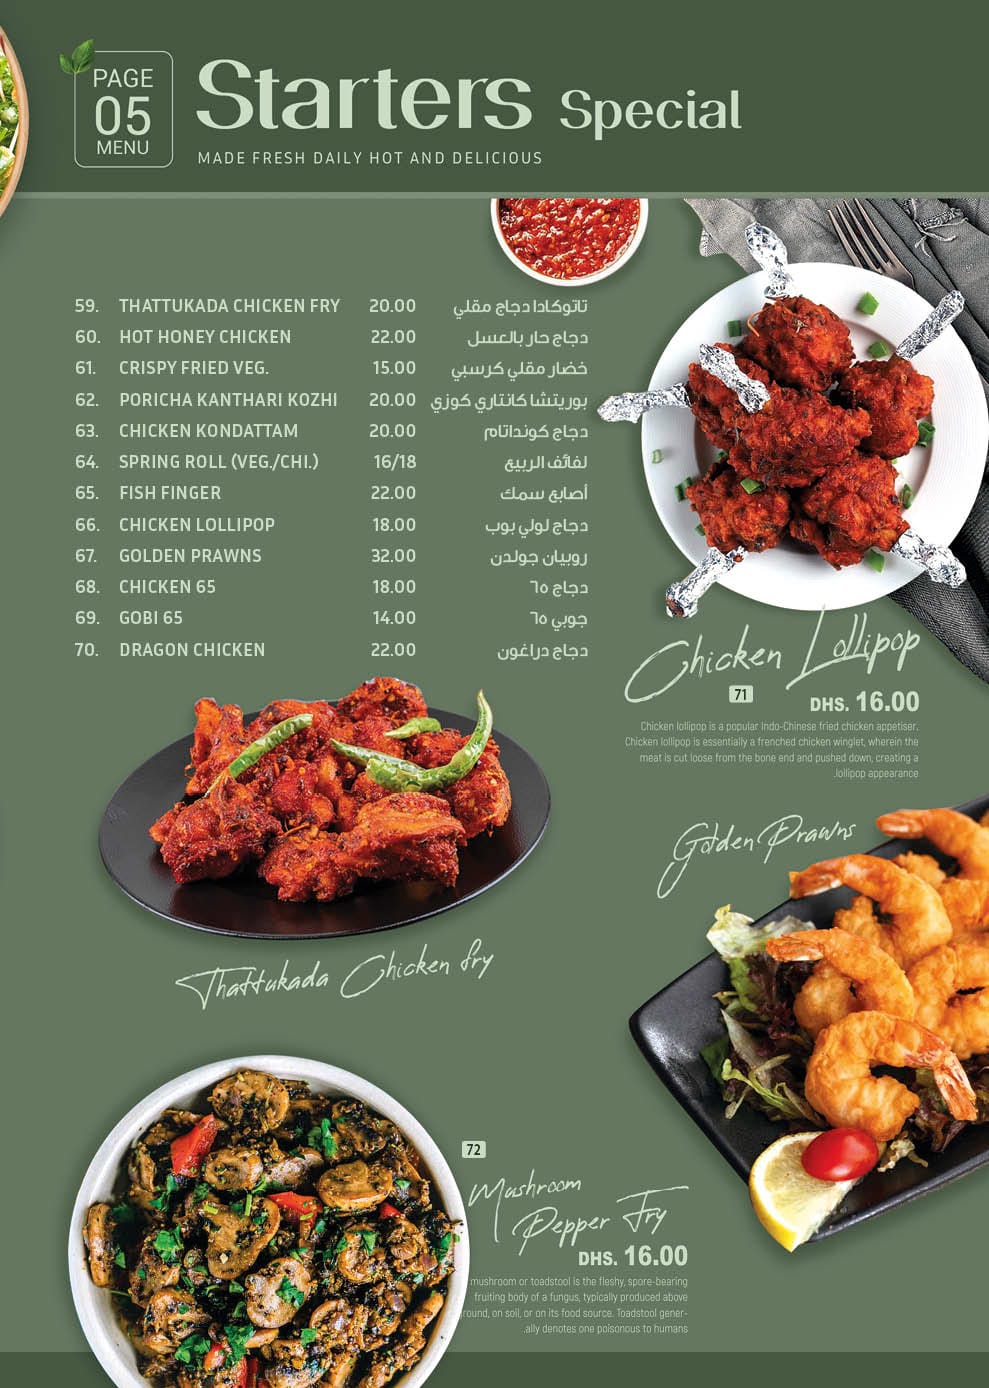 PAGE
05
MENU
Starters Special
MADE FRESH DAILY HOT AND DELICIOUS
59. THATTUKADA CHICKEN FRY 20.00 تاتوكادا دجاج مقلي
60. HOT HONEY CHICKEN 22.00 دجاج حار بالعسل
61. CRISPY FRIED VEG. 15.00 خضار مقلي كرسبي
62. PORICHA KANTHARI KOZHI 20.00 بوريتشا كانتاري كوزي
63. CHICKEN KONDATTAM 20.00 دجاج كونداتام
64. SPRING ROLL (VEG./CHI.) 16/18 لفائف الربيع
65. FISH FINGER 22.00 أصابع سمك
66. CHICKEN LOLLIPOP 18.00 دجاج لولي بوب
67. GOLDEN PRAWNS 32.00 روبيان جولدن
68. CHICKEN 65 18.00 دجاج ٦٥
69. GOBI 65 14.00 جوبي ٦٥
70. DRAGON CHICKEN 22.00 دجاج دراغون
Chicken Lollipop
71
DHS. 16.00
Chicken lollipop is a popular Indo-Chinese fried chicken appetiser.
Chicken lollipop is essentially a frenched chicken winglet, wherein the
meat is cut loose from the bone end and pushed down, creating a
.lollipop appearance
Golden Prawns
Thattukada Chicken fry
72
Mushroom
Pepper Fry
DHS. 16.00
mushroom or toadstool is the fleshy, spore-bearing
fruiting body of a fungus, typically produced above
round, on soil, or on its food source. Toadstool gener-
.ally denotes one poisonous to humans